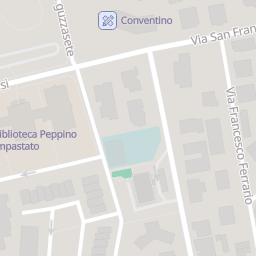 guzzasete
Conventino
Via San Fran
si
Via Francesco Ferrario
iblioteca Peppino
mpastato